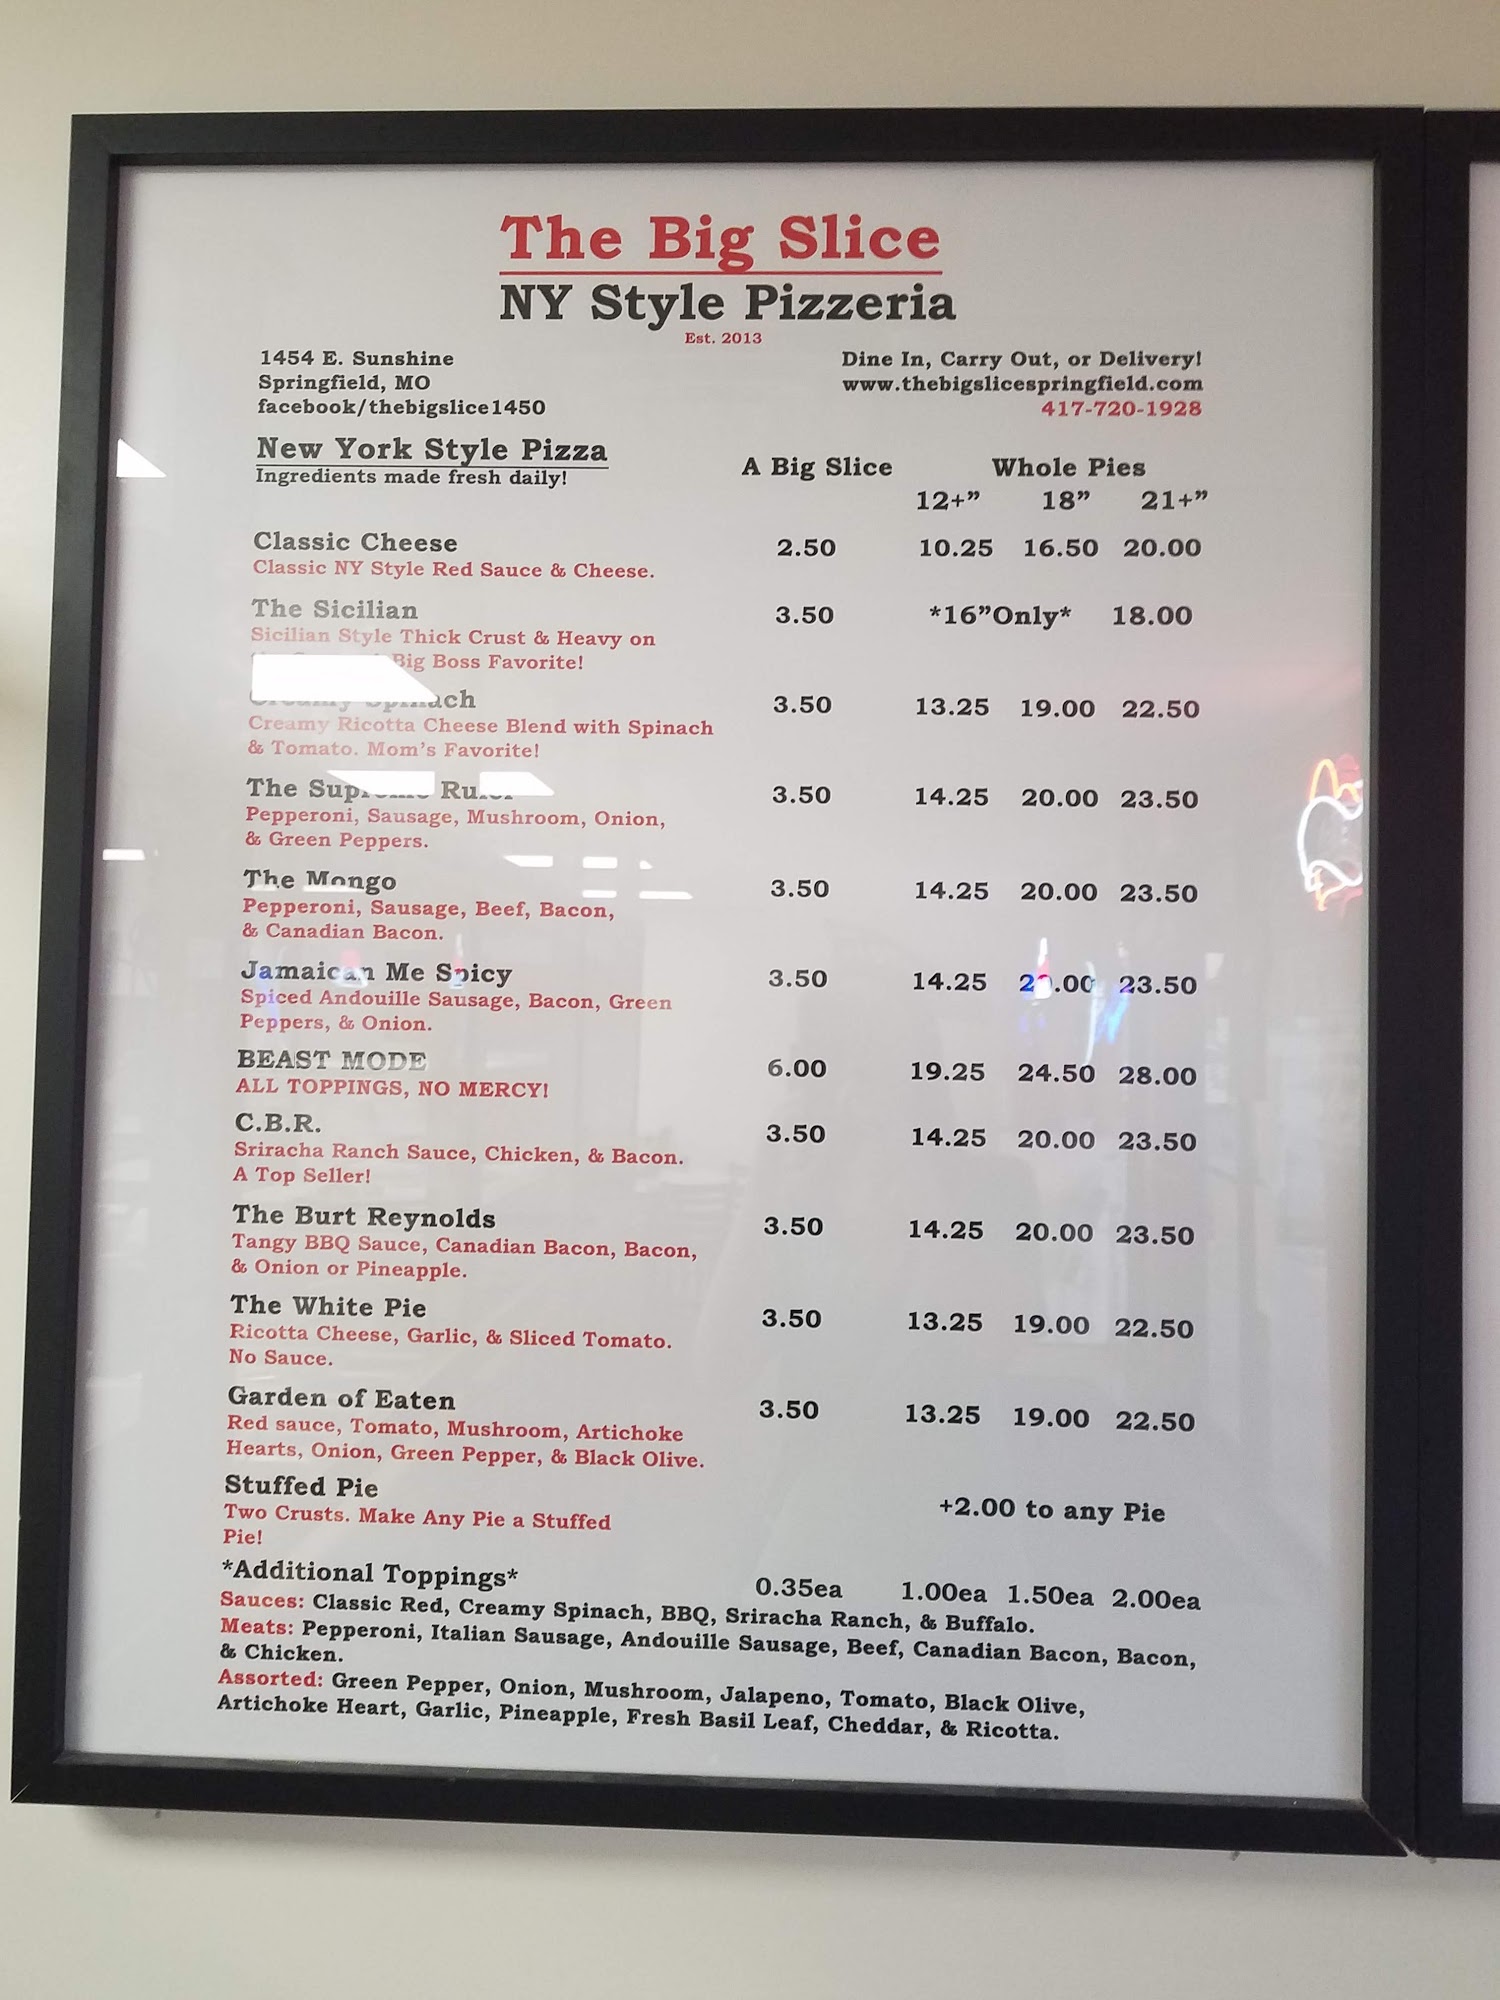 The Big Slice
NY Style Pizzeria
Est. 2013
1454 E. Sunshine
Springfield, MO
facebook/thebigslice1450
Dine In, Carry Out, or Delivery!
www.thebigslicespringfield.com
417-720-1928
New York Style Pizza
Ingredients made fresh daily!
A Big Slice Whole Pies
12+” 18” 21+”
Classic Cheese 2.50 10.25 16.50 20.00
Classic NY Style Red Sauce & Cheese.
The Sicilian 3.50 *16”Only* 18.00
Sicilian Style Thick Crust & Heavy on
Big Boss Favorite!
Creamy Spinach 3.50 13.25 19.00 22.50
Creamy Ricotta Cheese Blend with Spinach
& Tomato. Mom’s Favorite!
The Supreme Ruler 3.50 14.25 20.00 23.50
Pepperoni, Sausage, Mushroom, Onion,
& Green Peppers.
The Mongo 3.50 14.25 20.00 23.50
Pepperoni, Sausage, Beef, Bacon,
& Canadian Bacon.
Jamaican Me Spicy 3.50 14.25 20.00 23.50
Spiced Andouille Sausage, Bacon, Green
Peppers, & Onion.
BEAST MODE 6.00 19.25 24.50 28.00
ALL TOPPINGS, NO MERCY!
C.B.R. 3.50 14.25 20.00 23.50
Sriracha Ranch Sauce, Chicken, & Bacon.
A Top Seller!
The Burt Reynolds 3.50 14.25 20.00 23.50
Tangy BBQ Sauce, Canadian Bacon, Bacon,
& Onion or Pineapple.
The White Pie 3.50 13.25 19.00 22.50
Ricotta Cheese, Garlic, & Sliced Tomato.
No Sauce.
Garden of Eaten 3.50 13.25 19.00 22.50
Red sauce, Tomato, Mushroom, Artichoke
Hearts, Onion, Green Pepper, & Black Olive.
Stuffed Pie +2.00 to any Pie
Two Crusts. Make Any Pie a Stuffed
Pie!
*Additional Toppings* 0.35ea 1.00ea 1.50ea 2.00ea
Sauces: Classic Red, Creamy Spinach, BBQ, Sriracha Ranch, & Buffalo.
Meats: Pepperoni, Italian Sausage, Andouille Sausage, Beef, Canadian Bacon, Bacon,
& Chicken.
Assorted: Green Pepper, Onion, Mushroom, Jalapeno, Tomato, Black Olive,
Artichoke Heart, Garlic, Pineapple, Fresh Basil Leaf, Cheddar, & Ricotta.